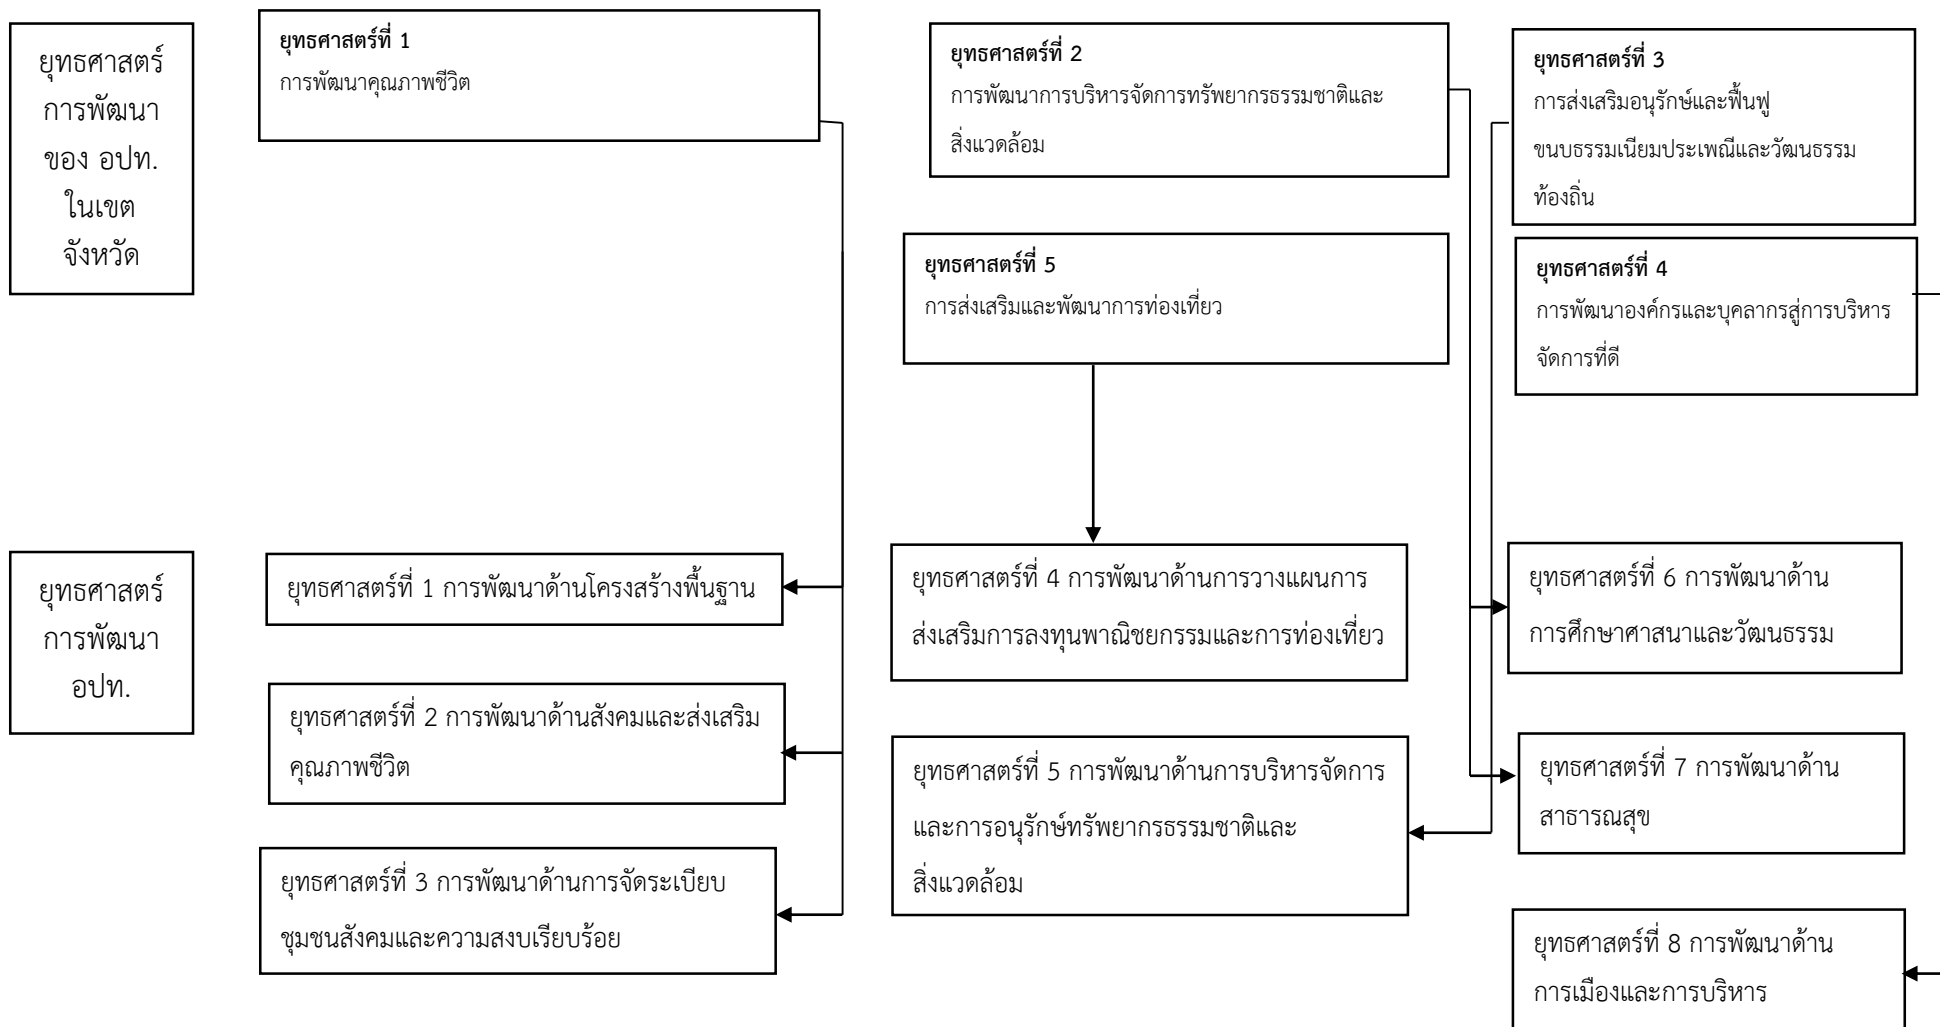 ยุทธศาสตร์
การพัฒนา
ของ อปท.
ในเขต
จังหวัด
ยุทธศาสตร์ที่ 1
การพัฒนาคุณภาพชีวิต
ยุทธศาสตร์ที่ 2
การพัฒนาการบริหารจัดการทรัพยากรธรรมชาติและ
สิ่งแวดล้อม
ยุทธศาสตร์ที่ 3
การส่งเสริมอนุรักษ์และฟื้นฟู
ขนบธรรมเนียมประเพณีและวัฒนธรรม
ท้องถิ่น
ยุทธศาสตร์ที่ 5
การส่งเสริมและพัฒนาการท่องเที่ยว
ยุทธศาสตร์ที่ 4
การพัฒนาองค์กรและบุคลากรสู่การบริหาร
จัดการที่ดี
ยุทธศาสตร์
การพัฒนา
อปท.
ยุทธศาสตร์ที่ 1 การพัฒนาด้านโครงสร้างพื้นฐาน
ยุทธศาสตร์ที่ 2 การพัฒนาด้านสังคมและส่งเสริม
คุณภาพชีวิต
ยุทธศาสตร์ที่ 3 การพัฒนาด้านการจัดระเบียบ
ชุมชนสังคมและความสงบเรียบร้อย
ยุทธศาสตร์ที่ 4 การพัฒนาด้านการวางแผนการ
ส่งเสริมการลงทุนพาณิชยกรรมและการท่องเที่ยว
ยุทธศาสตร์ที่ 5 การพัฒนาด้านการบริหารจัดการ
และการอนุรักษ์ทรัพยากรธรรมชาติและ
สิ่งแวดล้อม
ยุทธศาสตร์ที่ 6 การพัฒนาด้าน
การศึกษาศาสนาและวัฒนธรรม
ยุทธศาสตร์ที่ 7 การพัฒนาด้าน
สาธารณสุข
ยุทธศาสตร์ที่ 8 การพัฒนาด้าน
การเมืองและการบริหาร